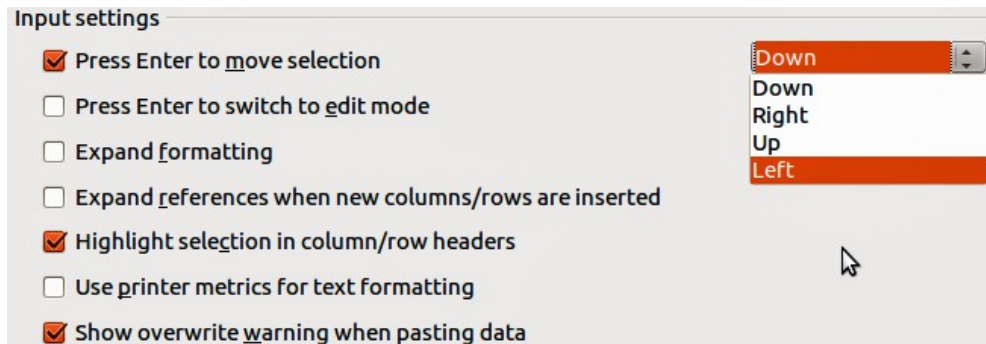 Input settings
Press Enter to move selection
Down
Down
Right
Up
Left
Press Enter to switch to edit mode
Expand formatting
Expand references when new columns/rows are inserted
Highlight selection in column/row headers
Use printer metrics for text formatting
Show overwrite warning when pasting data